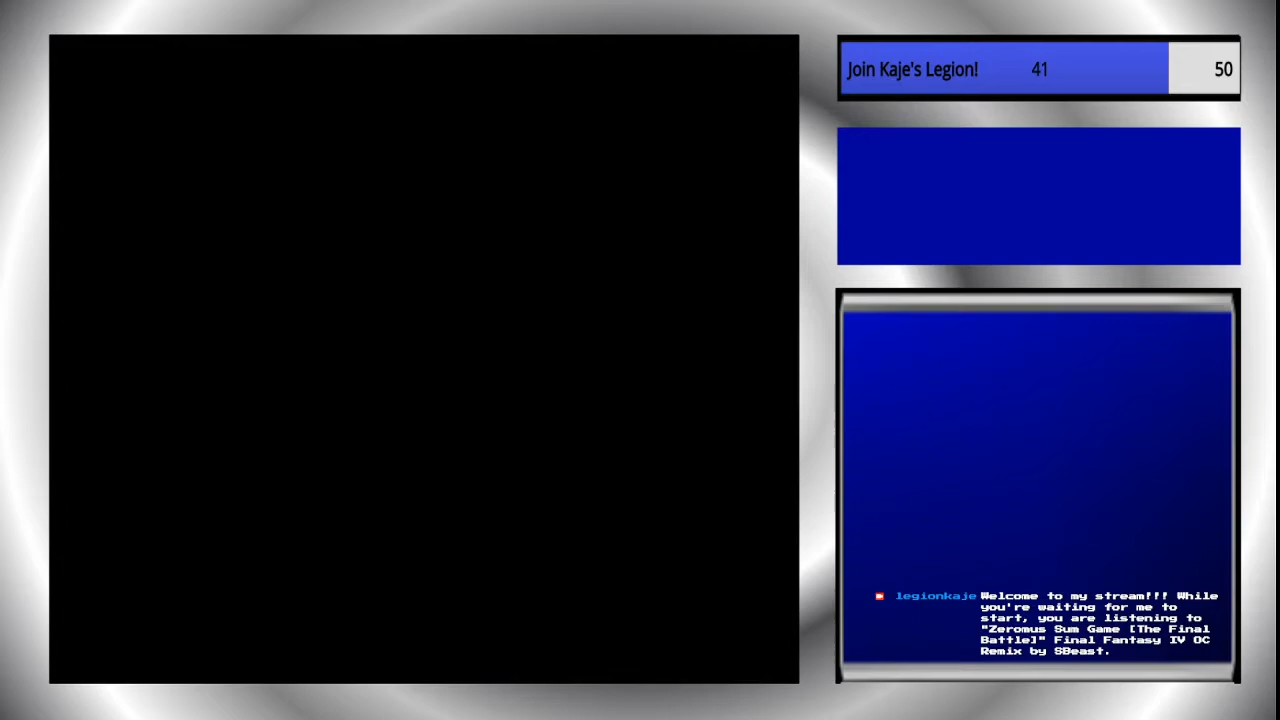 Join Kaje's Legion! 41 50
legionkaje Welcome to my stream!!! While
you're waiting for me to
start, you are listening to
"Zeromus Sum Game [The Final
Battle]" Final Fantasy IV OC
Remix by SBeast.